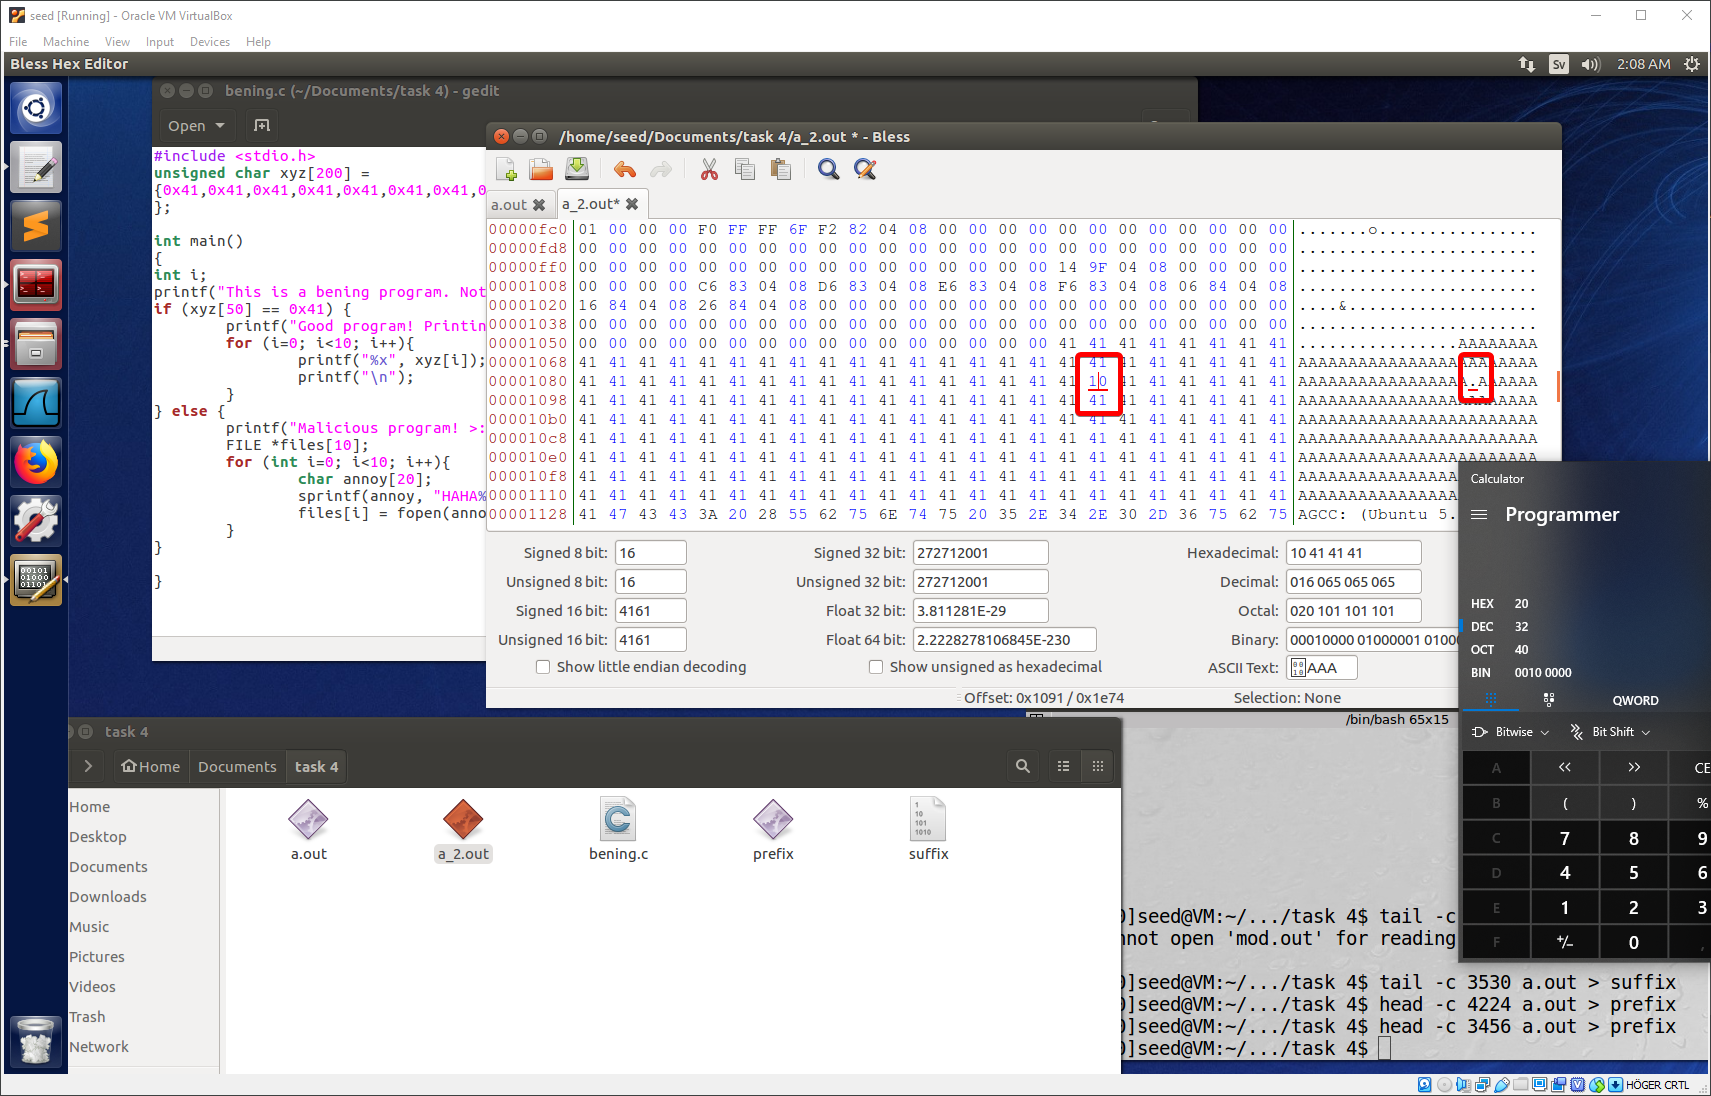 seed [Running] - Oracle VM VirtualBox
File Machine View Input Devices Help
Bless Hex Editor
Sv 2:08 AM
bening.c (~/Documents/task 4) - gedit
Open
#include <stdio.h>
unsigned char xyz[200] =
{0x41,0x41,0x41,0x41,0x41,0x41,0x41,0
};
int main()
{
int i;
printf("This is a bening program. Not
if (xyz[50] == 0x41) {
printf("Good program! Printin
for (i=0; i<10; i++){
printf("%x", xyz[i]);
printf("\n");
}
} else {
printf("Malicious program! >:
FILE *files[10];
for (int i=0; i<10; i++){
char annoy[20];
sprintf(annoy, "HAHA%
files[i] = fopen(anno
}
}
}
/home/seed/Documents/task 4/a_2.out * - Bless
a.out
a_2.out*
00000fc0 01 00 00 00 F0 FF FF 6F F2 82 04 08 00 00 00 00 00 00 00 00 00 00 00 00 .......o................
00000fd8 00 00 00 00 00 00 00 00 00 00 00 00 00 00 00 00 00 00 00 00 00 00 00 00 ........................
00000ff0 00 00 00 00 00 00 00 00 00 00 00 00 00 00 00 00 14 9F 04 08 00 00 00 00 ........................
00001008 00 00 00 00 C6 83 04 08 D6 83 04 08 E6 83 04 08 F6 83 04 08 06 84 04 08 ........................
00001020 16 84 04 08 26 84 04 08 00 00 00 00 00 00 00 00 00 00 00 00 00 00 00 00 ....&...................
00001038 00 00 00 00 00 00 00 00 00 00 00 00 00 00 00 00 00 00 00 00 00 00 00 00 ........................
00001050 00 00 00 00 00 00 00 00 00 00 00 00 00 00 00 00 41 41 41 41 41 41 41 41 ................AAAAAAAA
00001068 41 41 41 41 41 41 41 41 41 41 41 41 41 41 41 41 41 41 41 41 41 41 41 41 AAAAAAAAAAAAAAAAAAAAAAAA
00001080 41 41 41 41 41 41 41 41 41 41 41 41 41 41 41 41 41 10 41 41 41 41 41 41 AAAAAAAAAAAAAAAAA.AAAAAA
00001098 41 41 41 41 41 41 41 41 41 41 41 41 41 41 41 41 41 41 41 41 41 41 41 41 AAAAAAAAAAAAAAAAAAAAAAAA
000010b0 41 41 41 41 41 41 41 41 41 41 41 41 41 41 41 41 41 41 41 41 41 41 41 41 AAAAAAAAAAAAAAAAAAAAAAAA
000010c8 41 41 41 41 41 41 41 41 41 41 41 41 41 41 41 41 41 41 41 41 41 41 41 41 AAAAAAAAAAAAAAAAAAAAAAAA
000010e0 41 41 41 41 41 41 41 41 41 41 41 41 41 41 41 41 41 41 41 41 41 41 41 41 AAAAAAAAAAAAAAAAAAAAAAAA
000010f8 41 41 41 41 41 41 41 41 41 41 41 41 41 41 41 41 41 41 41 41 41 41 41 41 AAAAAAAAAAAAAAAA
00001110 41 41 41 41 41 41 41 41 41 41 41 41 41 41 41 41 41 41 41 41 41 41 41 41 AAAAAAAAAAAAAAAA
00001128 41 47 43 43 3A 20 28 55 62 75 6E 74 75 20 35 2E 34 2E 30 2D 36 75 62 75 AGCC: (Ubuntu 5.
Signed 8 bit: 16 Signed 32 bit: 272712001 Hexadecimal: 10 41 41 41
Unsigned 8 bit: 16 Unsigned 32 bit: 272712001 Decimal: 016 065 065 065
Signed 16 bit: 4161 Float 32 bit: 3.811281E-29 Octal: 020 101 101 101
Unsigned 16 bit: 4161 Float 64 bit: 2.2228278106845E-230 Binary: 00010000 01000001 01000
Show little endian decoding Show unsigned as hexadecimal ASCII Text: AAA
Offset: 0x1091 / 0x1e74 Selection: None
Calculator
Programmer
HEX 20
DEC 32
OCT 40
BIN 0010 0000
QWORD
Bitwise Bit Shift
A << >> CE
B ( ) %
C 7 8 9
D 4 5 6
E 1 2 3
F +/- 0 ,
task 4
Home Documents task 4
Home
Desktop
Documents
Downloads
Music
Pictures
Videos
Trash
Network
a.out
a_2.out
bening.c
prefix
suffix
/bin/bash 65x15
]seed@VM:~/.../task 4$ tail -c
nnot open 'mod.out' for reading
]seed@VM:~/.../task 4$ tail -c 3530 a.out > suffix
]seed@VM:~/.../task 4$ head -c 4224 a.out > prefix
]seed@VM:~/.../task 4$ head -c 3456 a.out > prefix
]seed@VM:~/.../task 4$
HÖGER CRTL